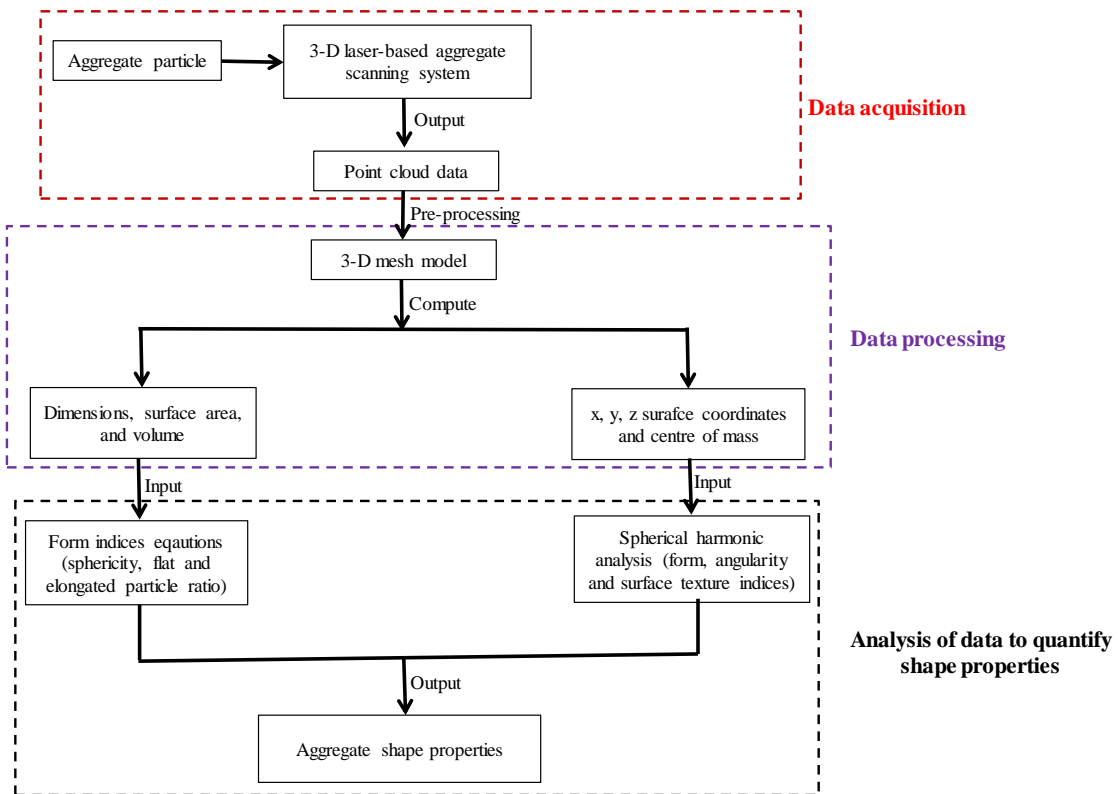 Aggregate particle
3-D laser-based aggregate
scanning system
Output
Data acquisition
Point cloud data
Pre-processing
3-D mesh model
Compute
Data processing
Dimensions, surface area,
and volume
x, y, z surafce coordinates
and centre of mass
Input
Input
Form indices eqautions
(sphericity, flat and
elongated particle ratio)
Spherical harmonic
analysis (form, angularity
and surface texture indices)
Analysis of data to quantify
shape properties
Output
Aggregate shape properties